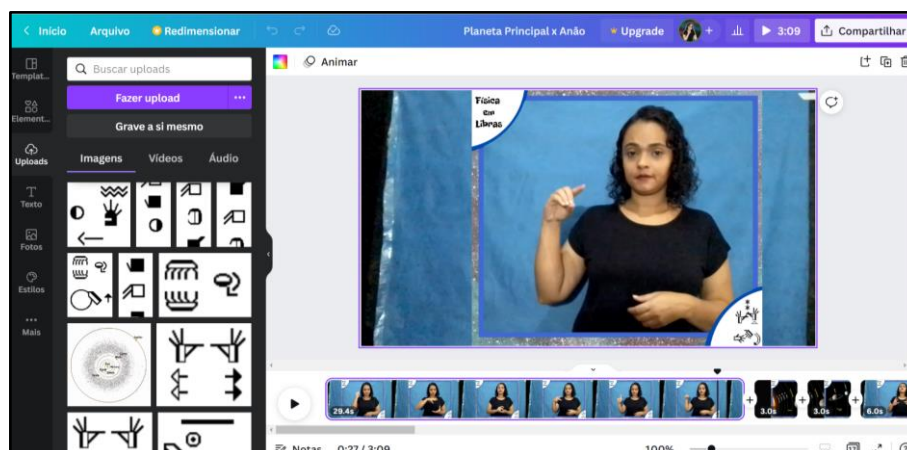 Início Arquivo Redimensionar Planeta Principal x Anão Upgrade + 3:09 Compartilhar
Templat...
Element...
Uploads
Texto
Fotos
Estilos
Mais
Buscar uploads
Fazer upload
Grave a si mesmo
Imagens Vídeos Áudio
Animar
Física
em
Libras
29.4s 3.0s 3.0s 6.0s
Notas 0:27 / 3:09 100%